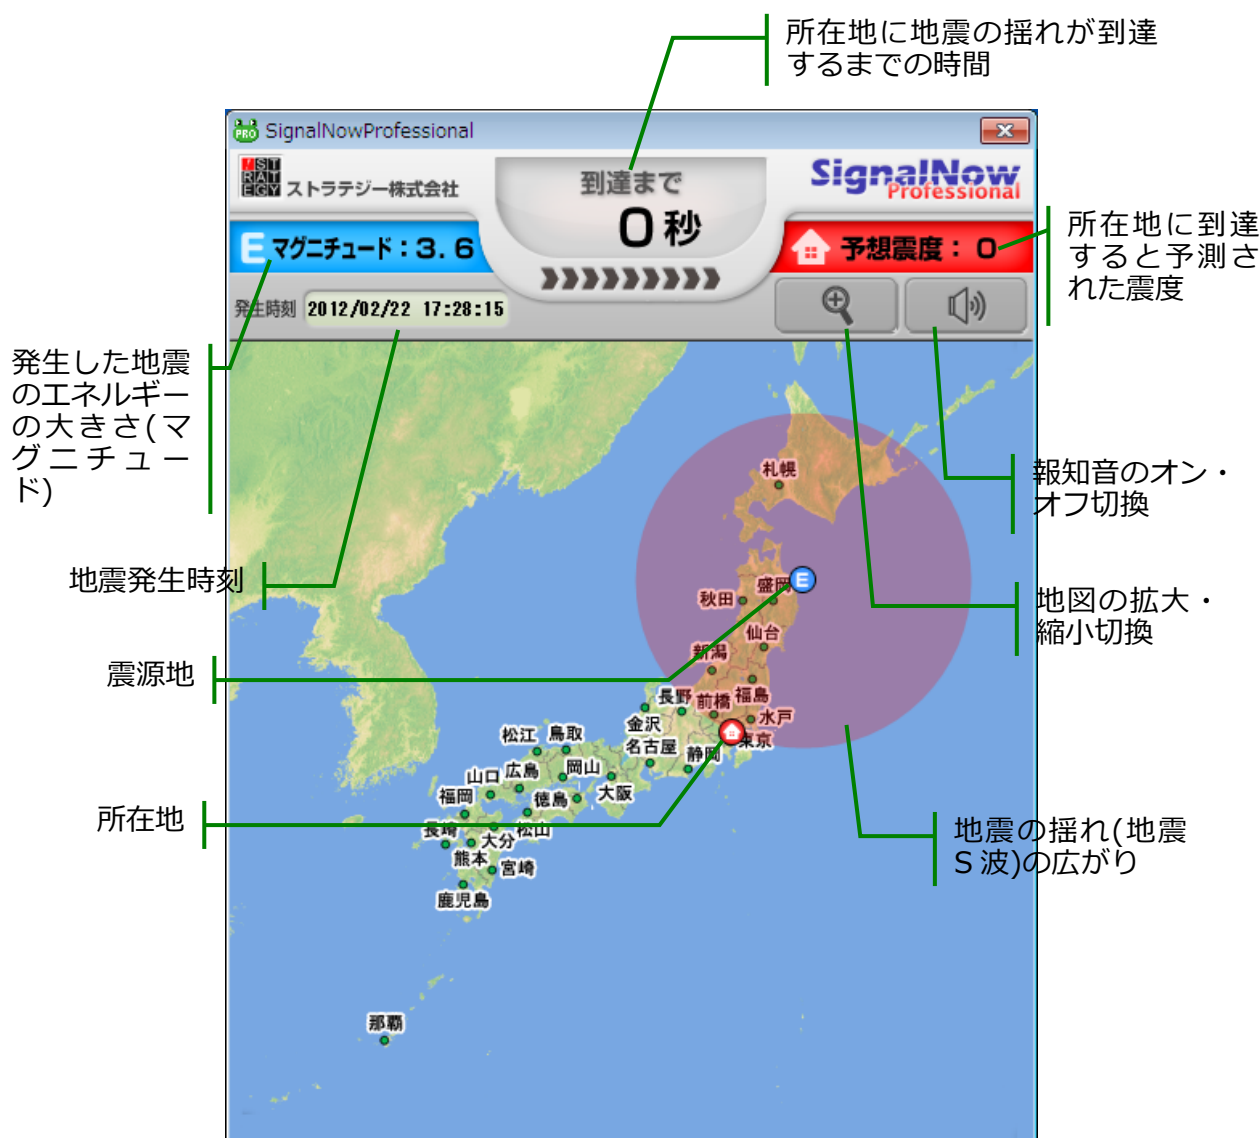 所在地に地震の揺れが到達
するまでの時間
SignalNowProfessional
PRO
!ST
RAT
EGY
ストラテジー株式会社
到達まで
0秒
SignalNow
Professional
E マグニチュード：3.6
予想震度： 0
所在地に到達
すると予測さ
れた震度
発生時刻 2012/02/22 17:28:15
発生した地震
のエネルギー
の大きさ(マ
グニチュー
ド)
札幌
報知音のオン・
オフ切換
地震発生時刻
盛岡
E
秋田
地図の拡大・
縮小切換
仙台
新潟
震源地
長野
前橋
福島
水戸
金沢
東京
松江
鳥取
名古屋
静岡
山口
広島
岡山
福岡
徳島
大阪
所在地
長崎
大分
松山
熊本
宮崎
鹿児島
地震の揺れ(地震
S波)の広がり
那覇